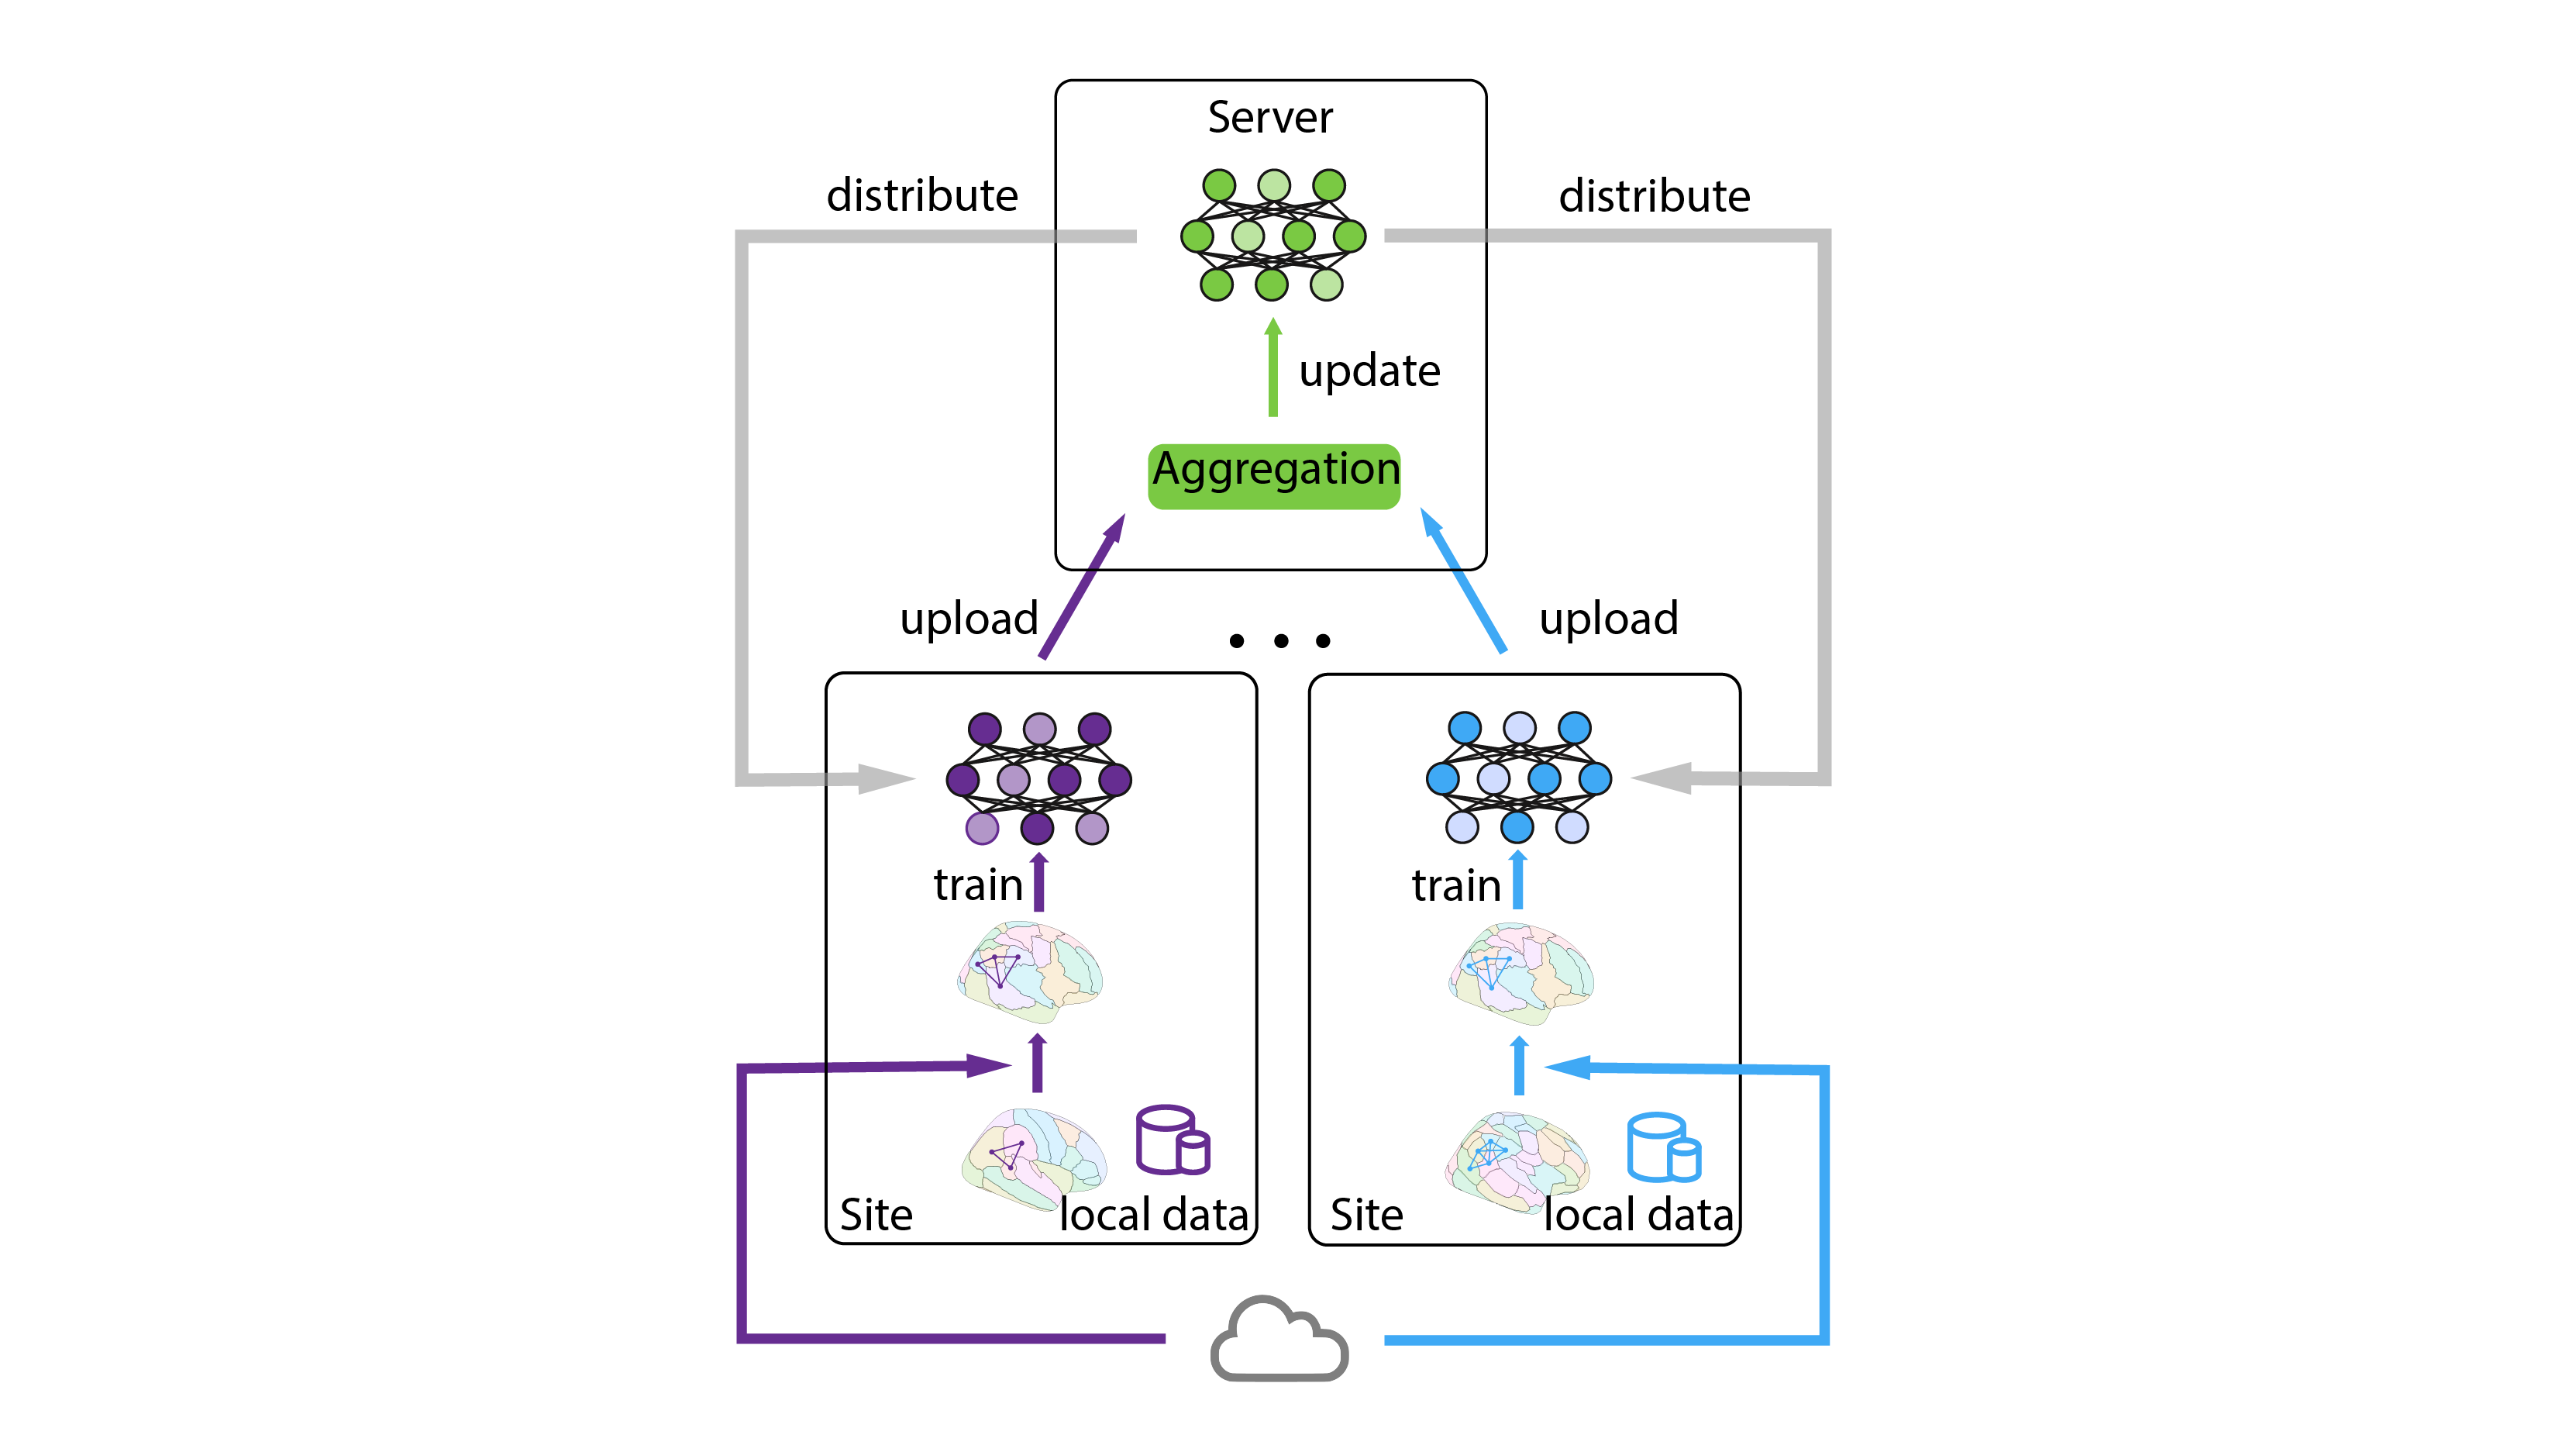 Server
distribute
distribute
update
Aggregation
upload
upload
train
train
Site
local data
Site
local data